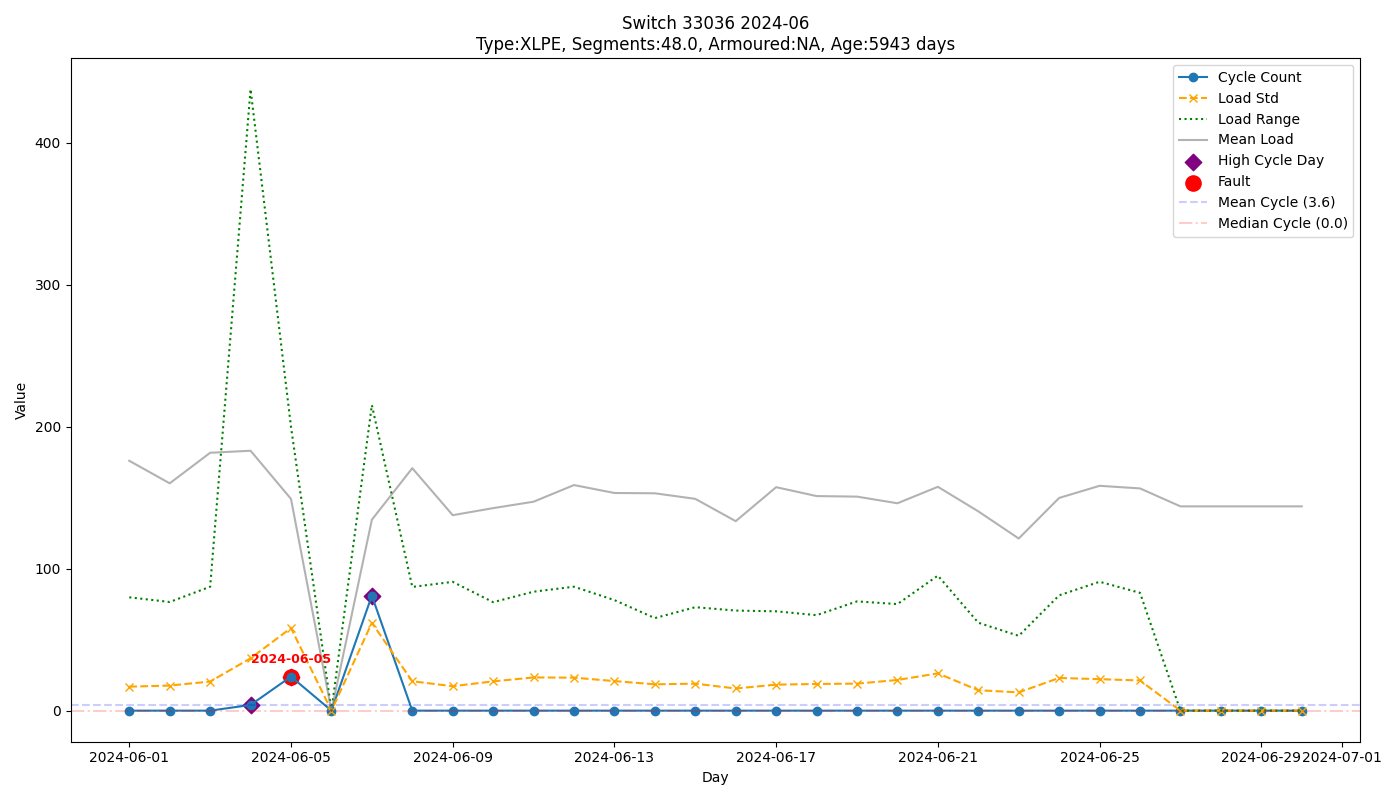 Switch 33036 2024-06
Type:XLPE, Segments:48.0, Armoured:NA, Age:5943 days
Cycle Count
Load Std
Load Range
Mean Load
High Cycle Day
Fault
Mean Cycle (3.6)
Median Cycle (0.0)
400
300
200
100
0
Value
2024-06-05
2024-06-01
2024-06-05
2024-06-09
2024-06-13
2024-06-17
2024-06-21
2024-06-25
2024-06-29
2024-07-01
Day